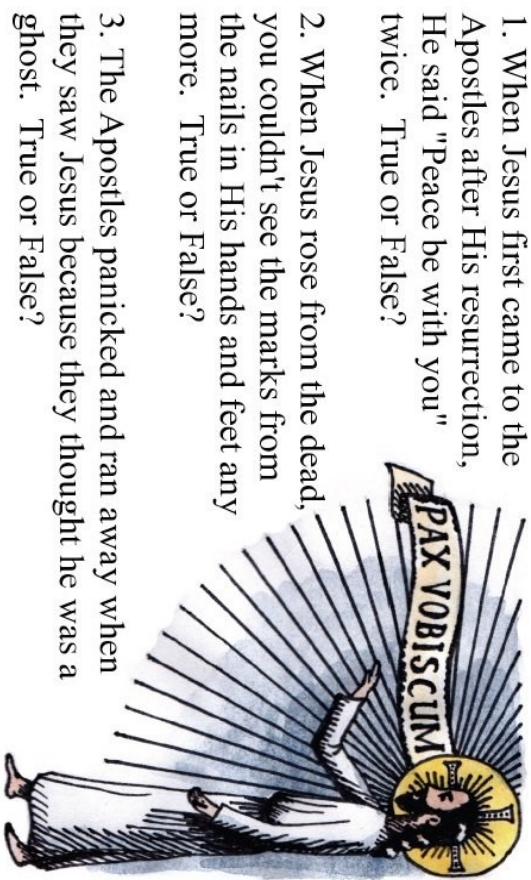 1. When Jesus first came to the
Apostles after His resurrection,
He said "Peace be with you"
twice.  True or False?
2. When Jesus rose from the dead,
you couldn't see the marks from
the nails in His hands and feet any
more.  True or False?
3. The Apostles panicked and ran away when
they saw Jesus because they thought he was a
ghost.  True or False?
PAX VOBISCUM